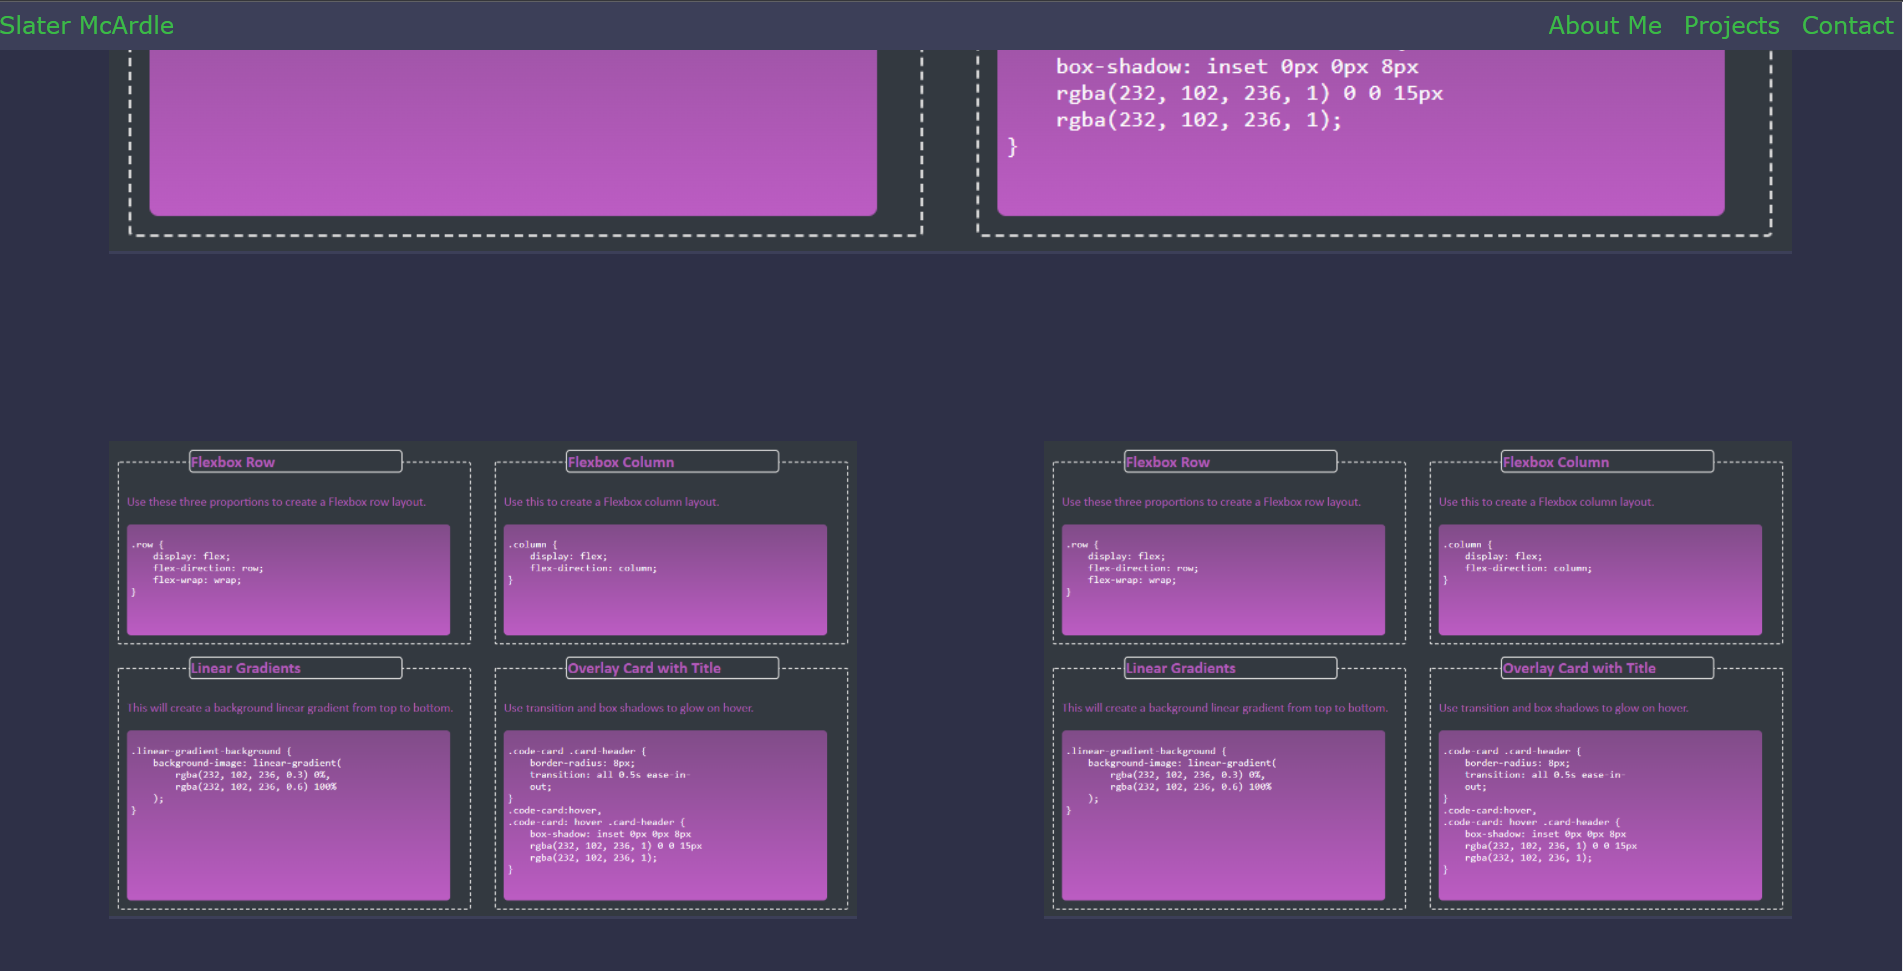 Slater McArdle
About Me Projects Contact
box-shadow: inset 0px 0px 8px
rgba(232, 102, 236, 1) 0 0 15px
rgba(232, 102, 236, 1);
}
Flexbox Row
Use these three proportions to create a Flexbox row layout.
.row {
display: flex;
flex-direction: row;
flex-wrap: wrap;
}
Flexbox Column
Use this to create a Flexbox column layout.
.column {
display: flex;
flex-direction: column;
}
Linear Gradients
This will create a background linear gradient from top to bottom.
.linear-gradient-background {
background-image: linear-gradient(
rgba(232, 102, 236, 0.3) 0%,
rgba(232, 102, 236, 0.6) 100%
);
}
Overlay Card with Title
Use transition and box shadows to glow on hover.
.code-card .card-header {
border-radius: 8px;
transition: all 0.5s ease-in-
out;
}
.code-card:hover,
.code-card: hover .card-header {
box-shadow: inset 0px 0px 8px
rgba(232, 102, 236, 1) 0 0 15px
rgba(232, 102, 236, 1);
}
Flexbox Row
Use these three proportions to create a Flexbox row layout.
.row {
display: flex;
flex-direction: row;
flex-wrap: wrap;
}
Flexbox Column
Use this to create a Flexbox column layout.
.column {
display: flex;
flex-direction: column;
}
Linear Gradients
This will create a background linear gradient from top to bottom.
.linear-gradient-background {
background-image: linear-gradient(
rgba(232, 102, 236, 0.3) 0%,
rgba(232, 102, 236, 0.6) 100%
);
}
Overlay Card with Title
Use transition and box shadows to glow on hover.
.code-card .card-header {
border-radius: 8px;
transition: all 0.5s ease-in-
out;
}
.code-card:hover,
.code-card: hover .card-header {
box-shadow: inset 0px 0px 8px
rgba(232, 102, 236, 1) 0 0 15px
rgba(232, 102, 236, 1);
}